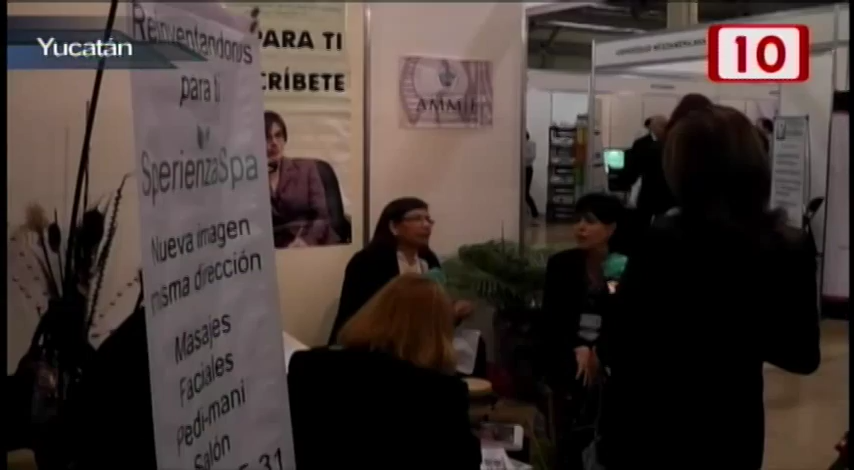 Yucatán
10
Reinventandonos
para ti
SperienzaSpa
Nueva imagen
misma dirección
Masajes
Faciales
Pedi-mani
Salón
31
PARA TI
CRÍBETE
AMMJE